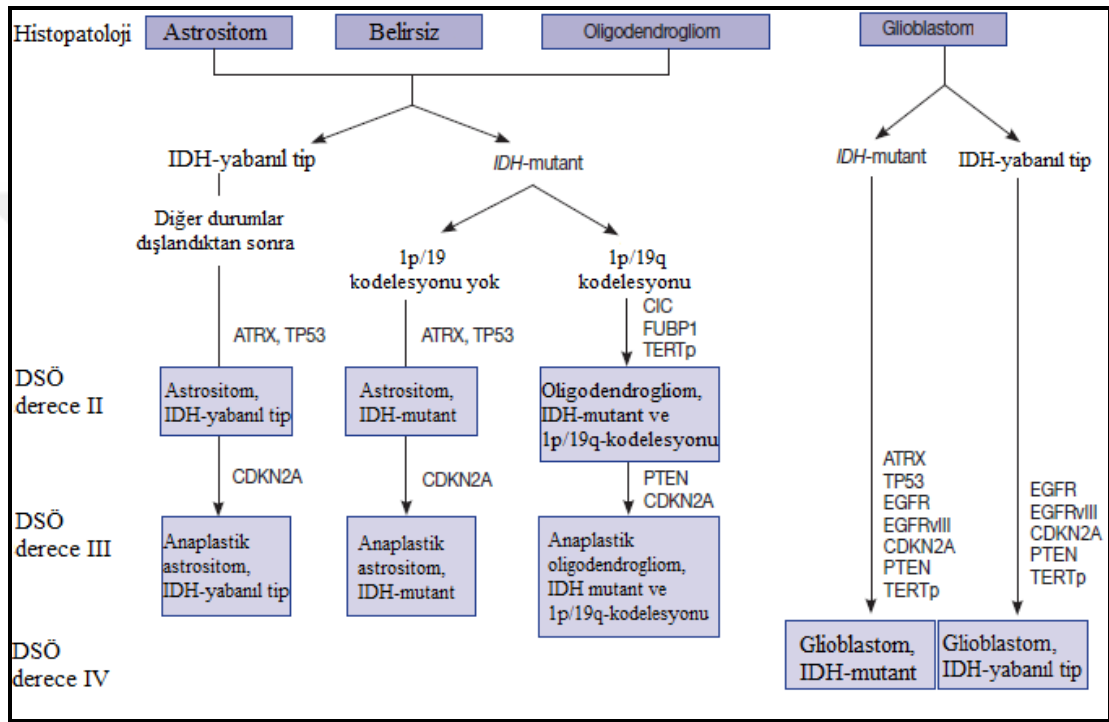 Histopatoloji
Astrositom
Belirsiz
Oligodendrogliom
Glioblastom
IDH-yabanıl tip
IDH-mutant
IDH-mutant
IDH-yabanıl tip
Diğer durumlar
dışlandıktan sonra
1p/19
kodelesyonu yok
1p/19q
kodelesyonu
ATRX, TP53
ATRX, TP53
CIC
FUBP1
TERTp
DSÖ
derece II
Astrositom,
IDH-yabanıl tip
Astrositom,
IDH-mutant
Oligodendrogliom,
IDH-mutant ve
1p/19q-kodelesyonu
CDKN2A
CDKN2A
PTEN
CDKN2A
ATRX
TP53
EGFR
EGFRvIII
CDKN2A
PTEN
TERTp
EGFR
EGFRvIII
CDKN2A
PTEN
TERTp
DSÖ
derece III
Anaplastik
astrositom,
IDH-yabanıl tip
Anaplastik
astrositom,
IDH-mutant
Anaplastik
oligodendrogliom,
IDH mutant ve
1p/19q-kodelesyonu
DSÖ
derece IV
Glioblastom,
IDH-mutant
Glioblastom,
IDH-yabanıl tip